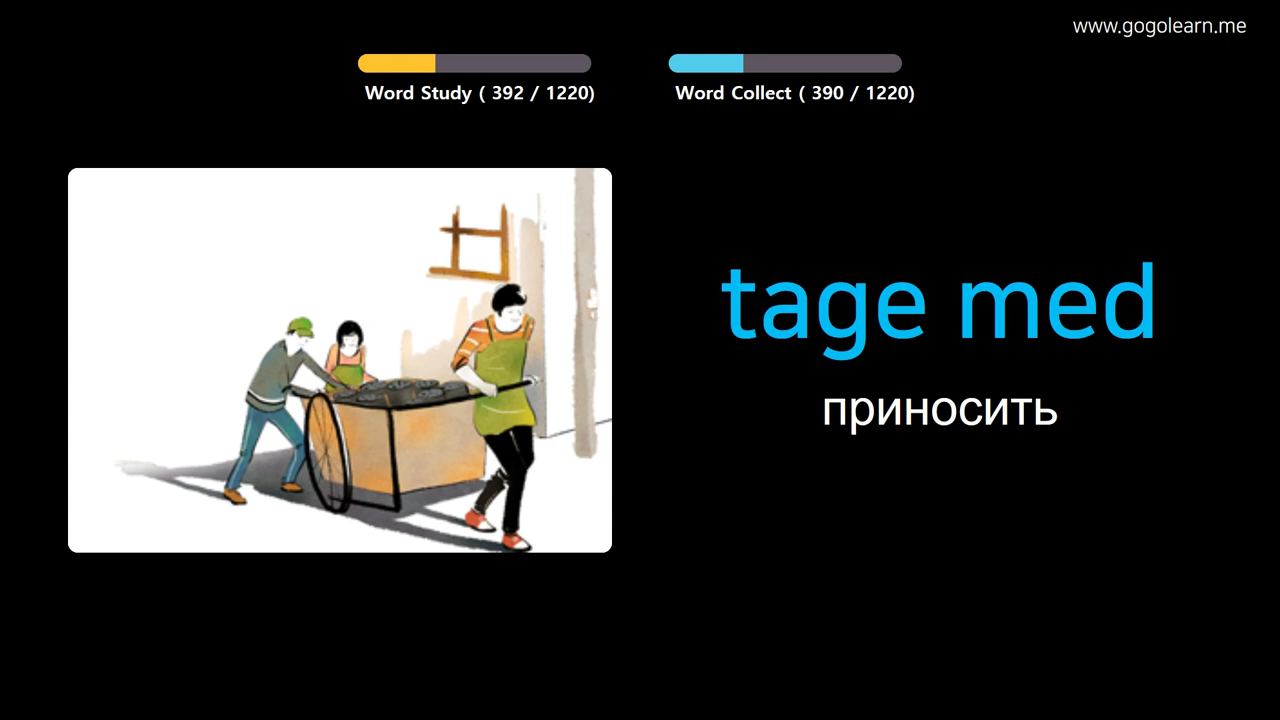 www.gogolearn.me
Word Study ( 392 / 1220)
Word Collect ( 390 / 1220)
tage med
приносить